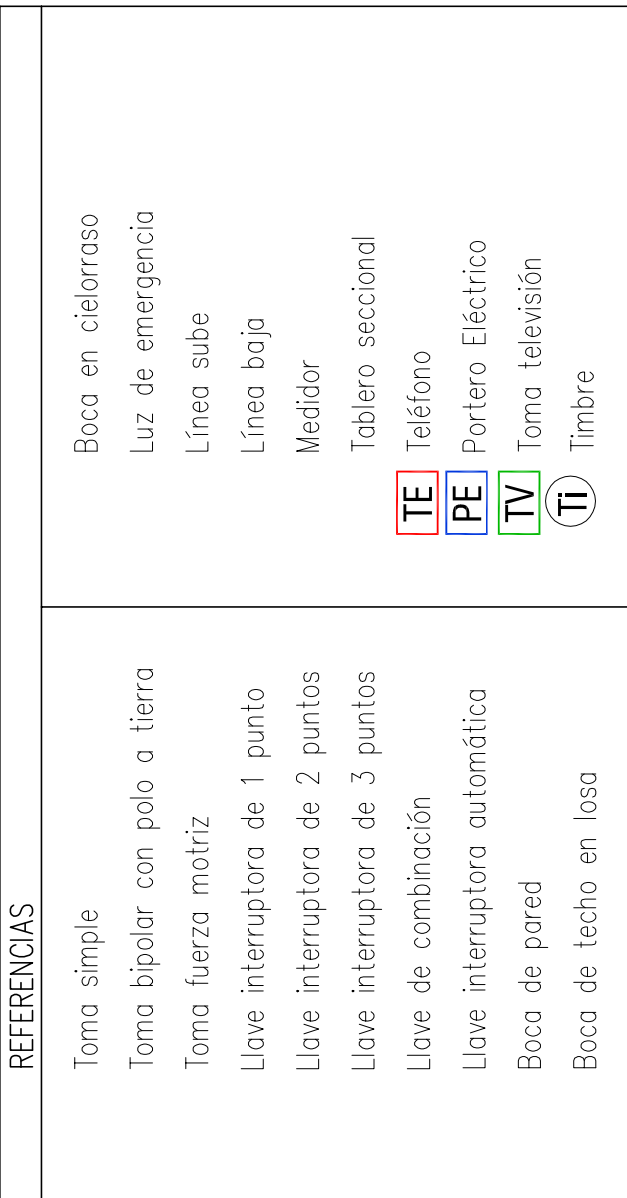 REFERENCIAS
Toma simple
Toma bipolar con polo a tierra
Toma fuerza motriz
Llave interruptora de 1 punto
Llave interruptora de 2 puntos
Llave interruptora de 3 puntos
Llave de combinación
Llave interruptora automática
Boca de pared
Boca de techo en losa
Boca en cielorraso
Luz de emergencia
Línea sube
Línea baja
Medidor
Tablero seccional
TE Teléfono
PE Portero Eléctrico
TV Toma televisión
Ti Timbre